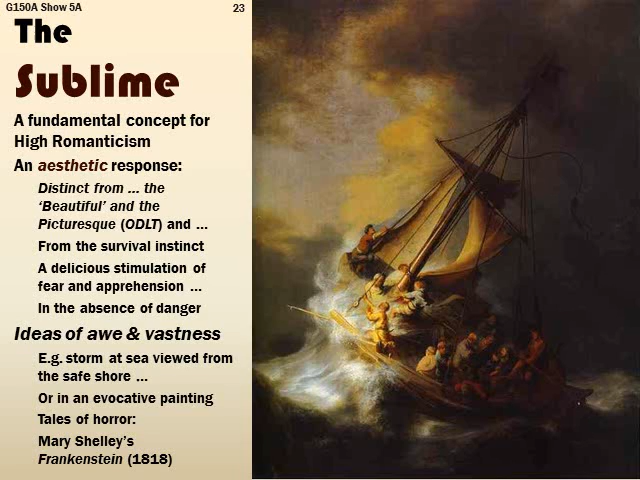 G150A Show 5A
23
The
Sublime
A fundamental concept for
High Romanticism
An aesthetic response:
Distinct from ... the
‘Beautiful’ and the
Picturesque (ODLT) and ...
From the survival instinct
A delicious stimulation of
fear and apprehension ...
In the absence of danger
Ideas of awe & vastness
E.g. storm at sea viewed from
the safe shore ...
Or in an evocative painting
Tales of horror:
Mary Shelley’s
Frankenstein (1818)